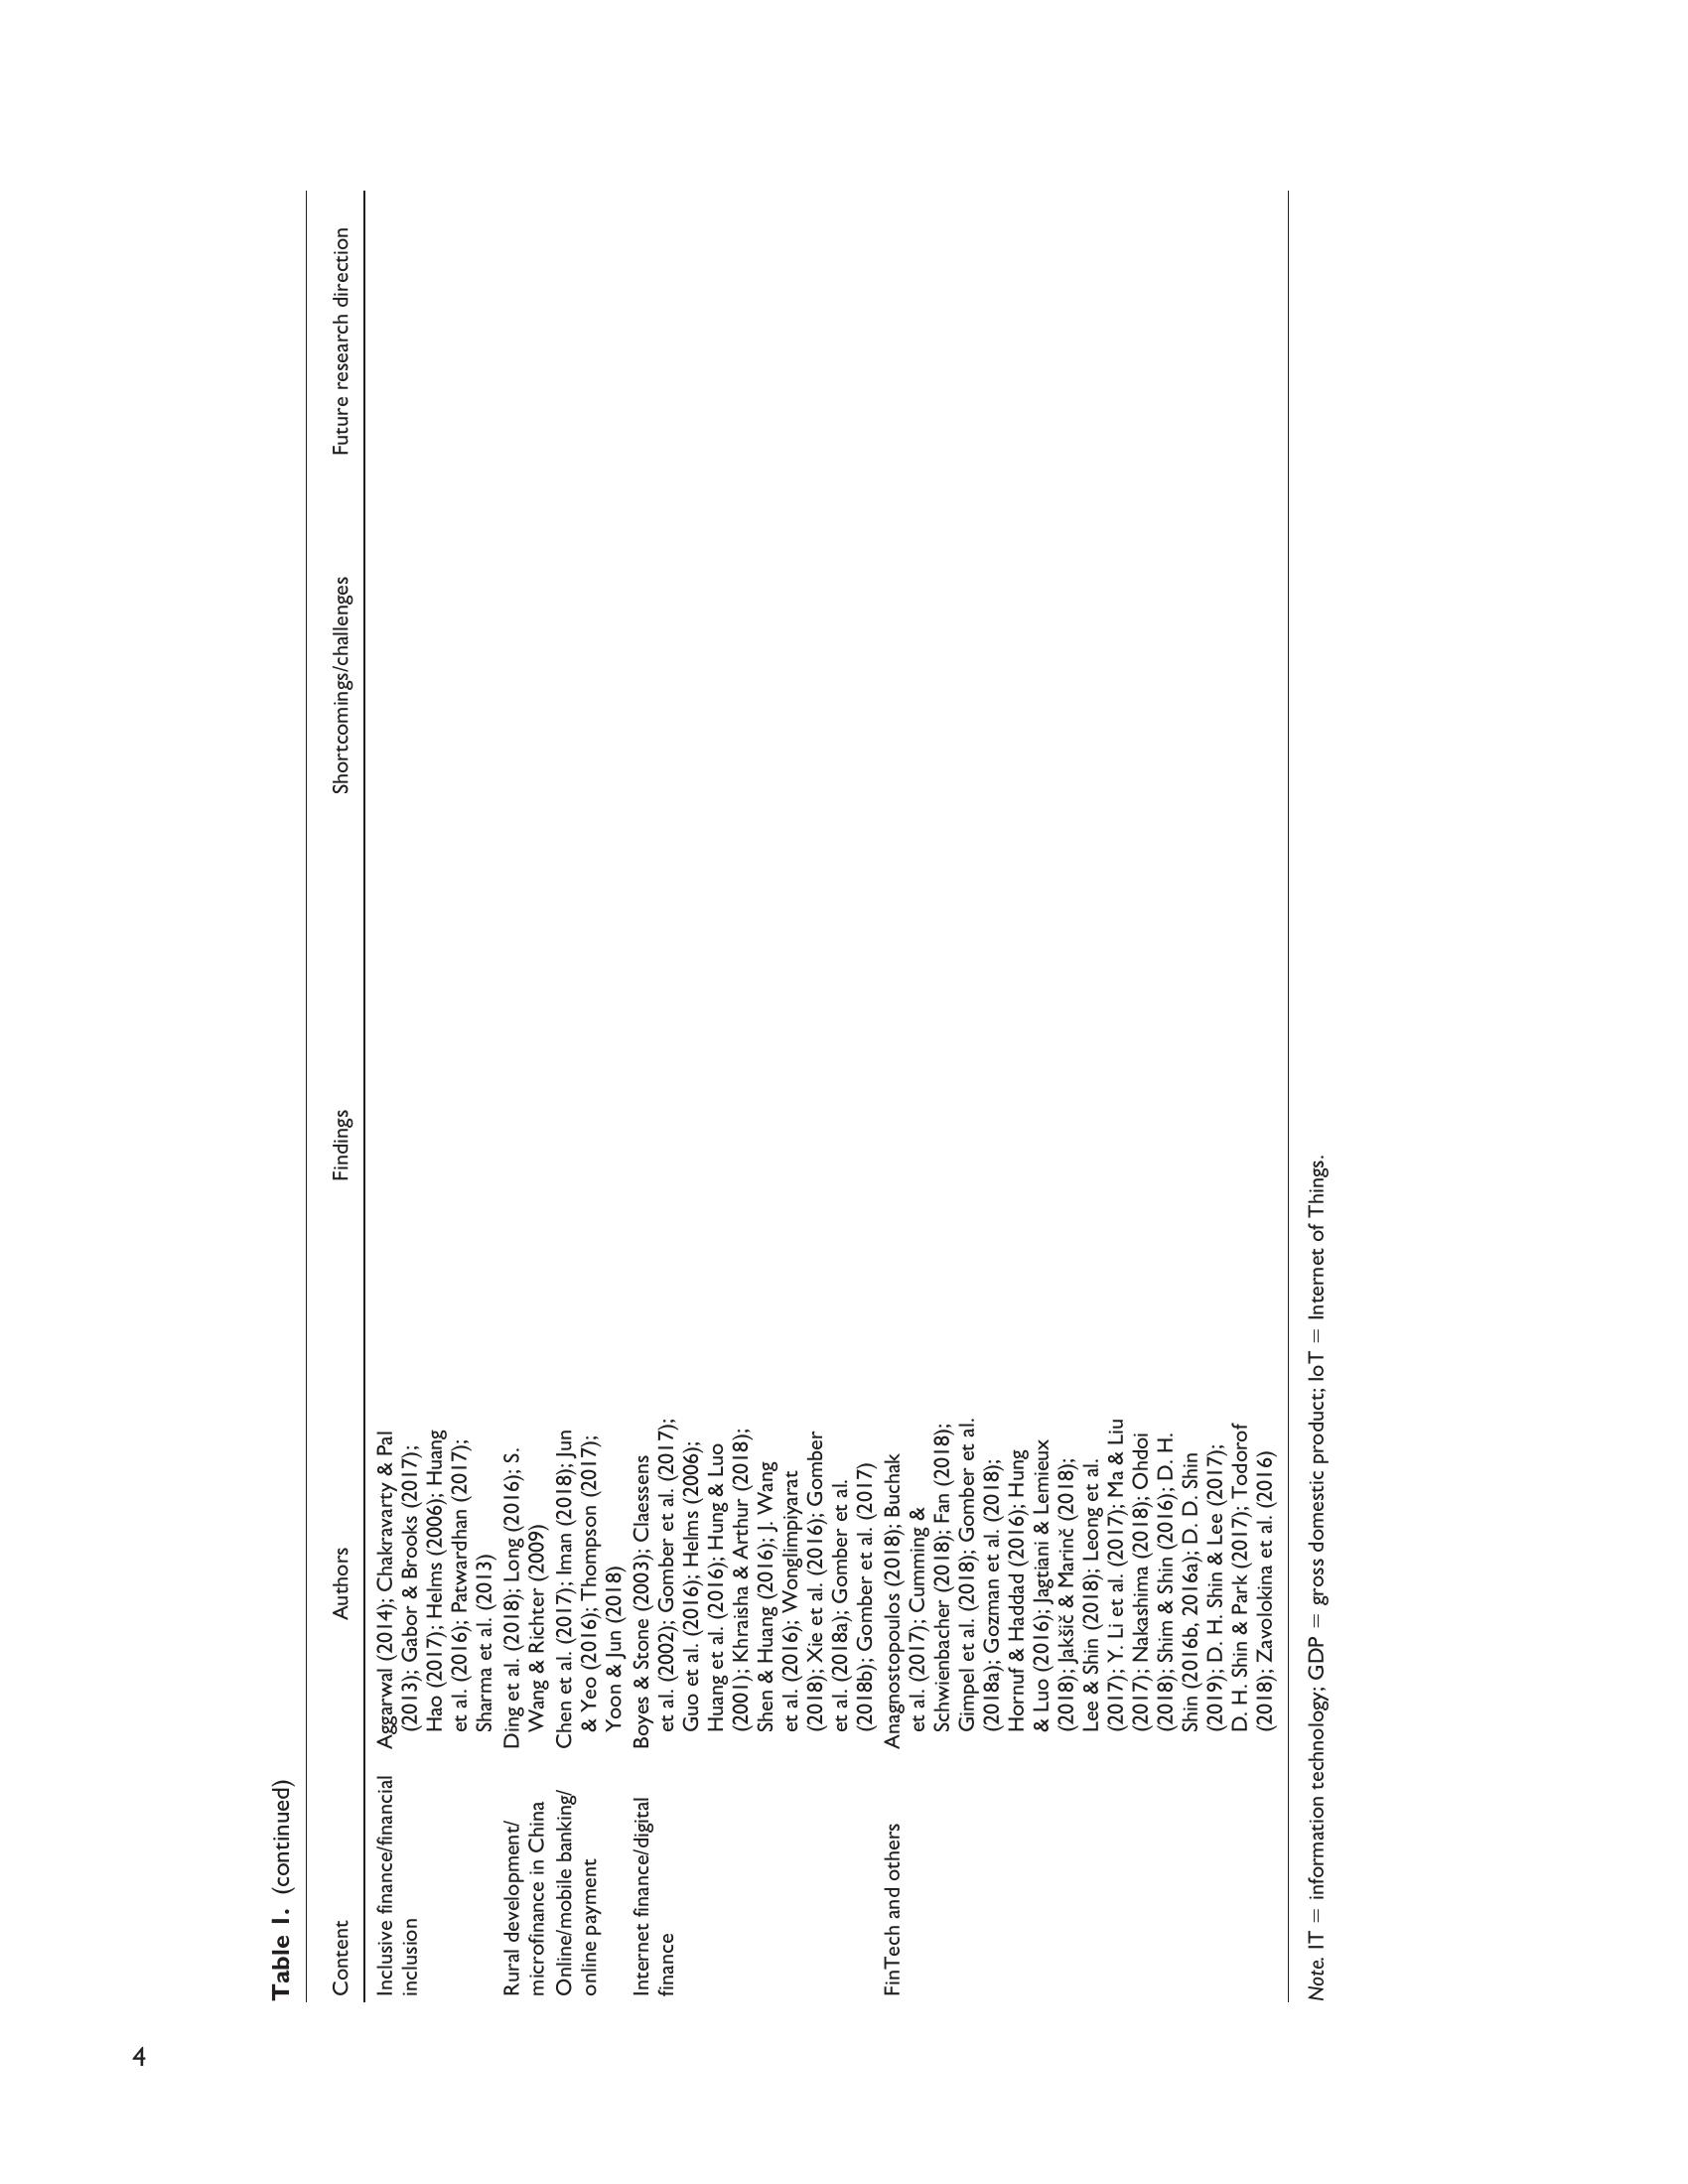 4
Table 1. (continued)
Content Authors Findings Shortcomings/challenges Future research direction
Inclusive finance/financial
inclusion
Aggarwal (2014); Chakravarty & Pal
(2013); Gabor & Brooks (2017);
Hao (2017); Helms (2006); Huang
et al. (2016); Patwardhan (2017);
Sharma et al. (2013)
Rural development/
microfinance in China
Ding et al. (2018); Long (2016); S.
Wang & Richter (2009)
Online/mobile banking/
online payment
Chen et al. (2017); Iman (2018); Jun
& Yeo (2016); Thompson (2017);
Yoon & Jun (2018)
Internet finance/digital
finance
Boyes & Stone (2003); Claessens
et al. (2002); Gomber et al. (2017);
Guo et al. (2016); Helms (2006);
Huang et al. (2016); Hung & Luo
(2001); Khraisha & Arthur (2018);
Shen & Huang (2016); J. Wang
et al. (2016); Wonglimpiyarat
(2018); Xie et al. (2016); Gomber
et al. (2018a); Gomber et al.
(2018b); Gomber et al. (2017)
FinTech and others
Anagnostopoulos (2018); Buchak
et al. (2017); Cumming &
Schwienbacher (2018); Fan (2018);
Gimpel et al. (2018); Gomber et al.
(2018a); Gozman et al. (2018);
Hornuf & Haddad (2016); Hung
& Luo (2016); Jagtiani & Lemieux
(2018); Jakšič & Marinč (2018);
Lee & Shin (2018); Leong et al.
(2017); Y. Li et al. (2017); Ma & Liu
(2017); Nakashima (2018); Ohdoi
(2018); Shim & Shin (2016); D. H.
Shin (2016b, 2016a); D. D. Shin
(2019); D. H. Shin & Lee (2017);
D. H. Shin & Park (2017); Todorof
(2018); Zavolokina et al. (2016)
Note. IT = information technology; GDP = gross domestic product; IoT = Internet of Things.